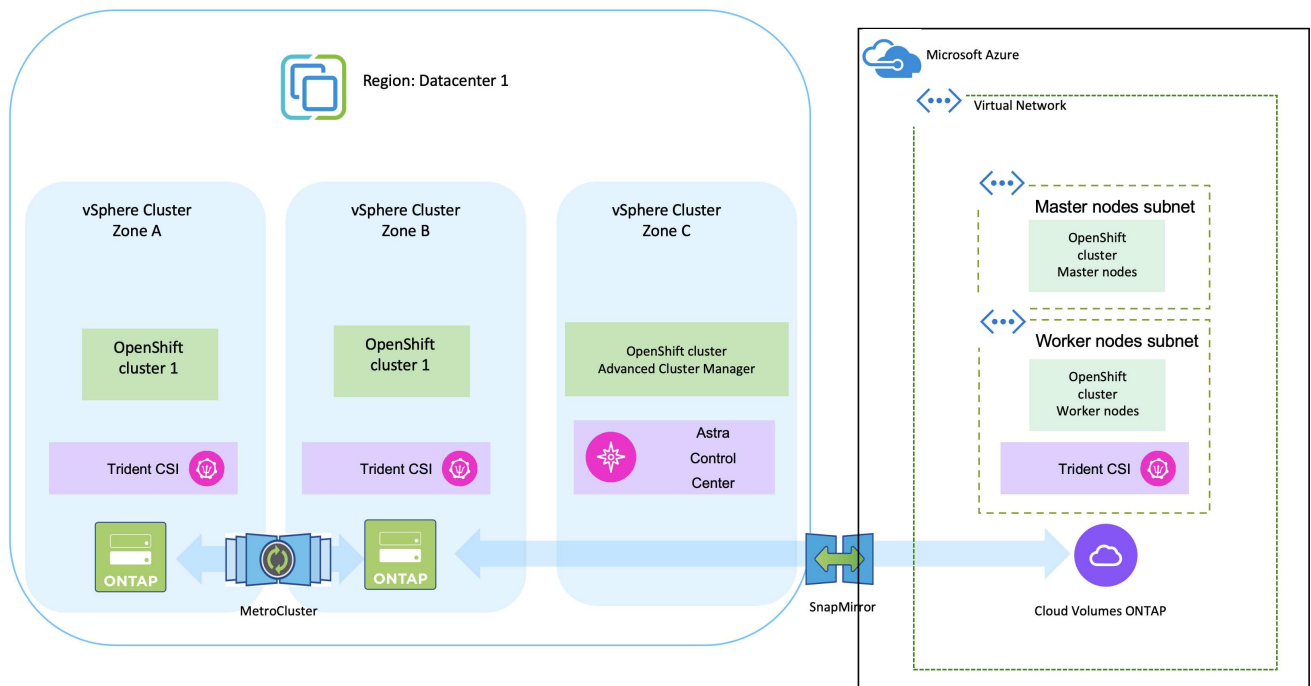 Region: Datacenter 1
vSphere Cluster
Zone A
OpenShift
cluster 1
Trident CSI
ONTAP
MetroCluster
vSphere Cluster
Zone B
OpenShift
cluster 1
Trident CSI
ONTAP
vSphere Cluster
Zone C
OpenShift cluster
Advanced Cluster Manager
Astra
Control
Center
SnapMirror
Microsoft Azure
Virtual Network
Master nodes subnet
OpenShift
cluster
Master nodes
Worker nodes subnet
OpenShift
cluster
Worker nodes
Trident CSI
Cloud Volumes ONTAP